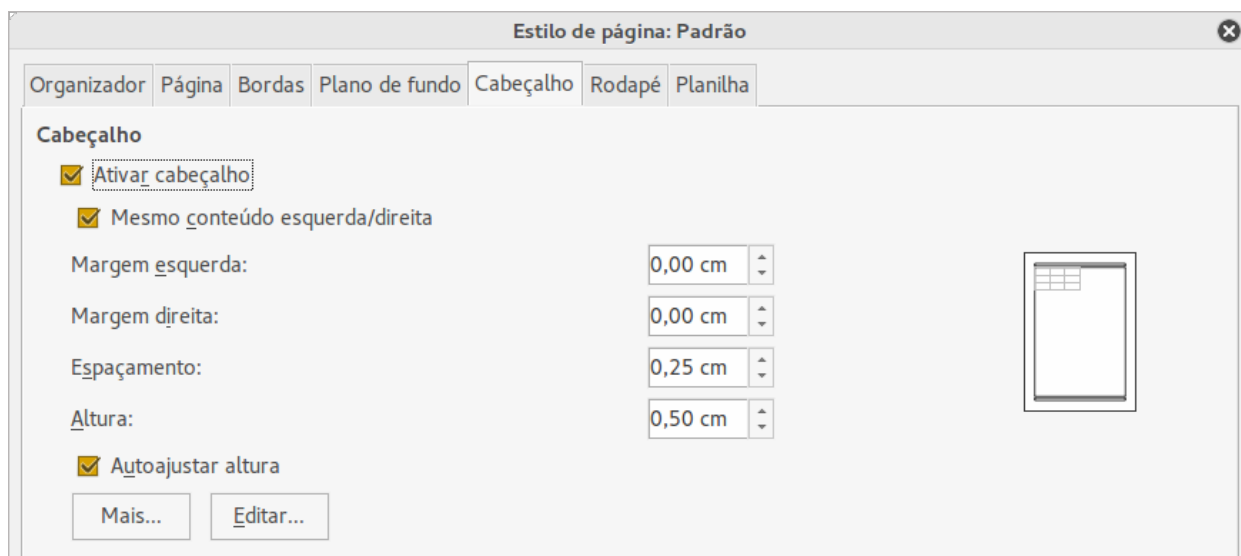 Estilo de página: Padrão
Organizador Página Bordas Plano de fundo Cabeçalho Rodapé Planilha
Cabeçalho
Ativar cabeçalho
Mesmo conteúdo esquerda/direita
Margem esquerda: 0,00 cm
Margem direita: 0,00 cm
Espaçamento: 0,25 cm
Altura: 0,50 cm
Autoajustar altura
Mais... Editar...